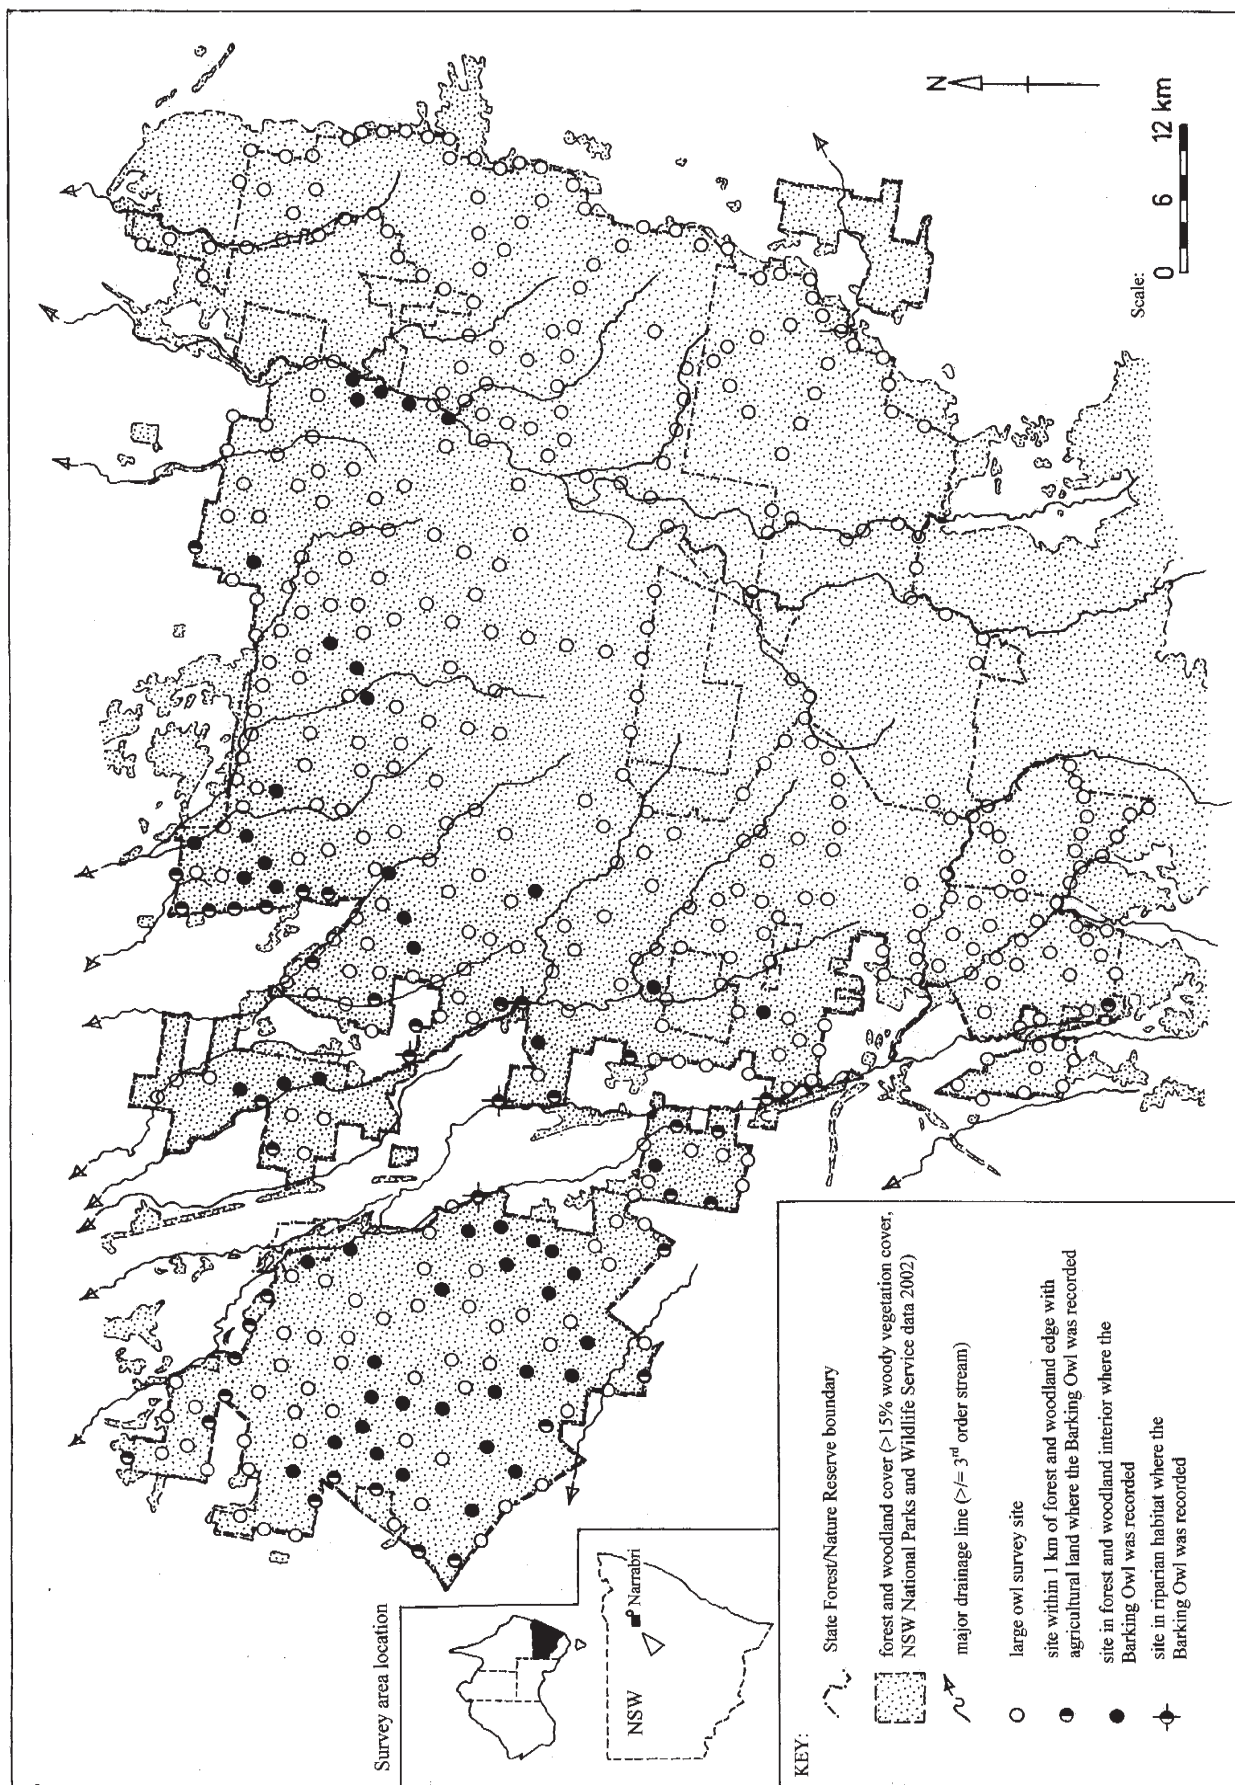 N
Scale:
0 6 12 km
Survey area location
NSW
Narrabri
KEY:
State Forest/Nature Reserve boundary
forest and woodland cover (>15% woody vegetation cover,
NSW National Parks and Wildlife Service data 2002)
major drainage line (>/= 3rd order stream)
large owl survey site
site within 1 km of forest and woodland edge with
agricultural land where the Barking Owl was recorded
site in forest and woodland interior where the
Barking Owl was recorded
site in riparian habitat where the
Barking Owl was recorded